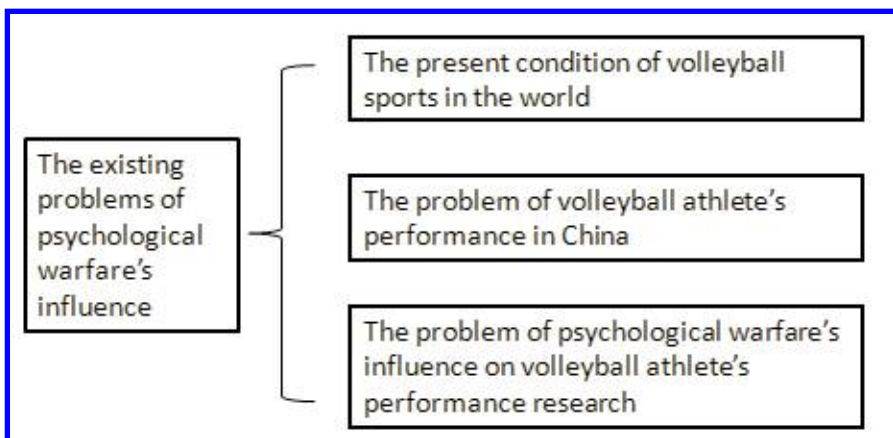 The existing
problems of
psychological
warfare's
influence
The present condition of volleyball
sports in the world
The problem of volleyball athlete's
performance in China
The problem of psychological warfare's
influence on volleyball athlete's
performance research